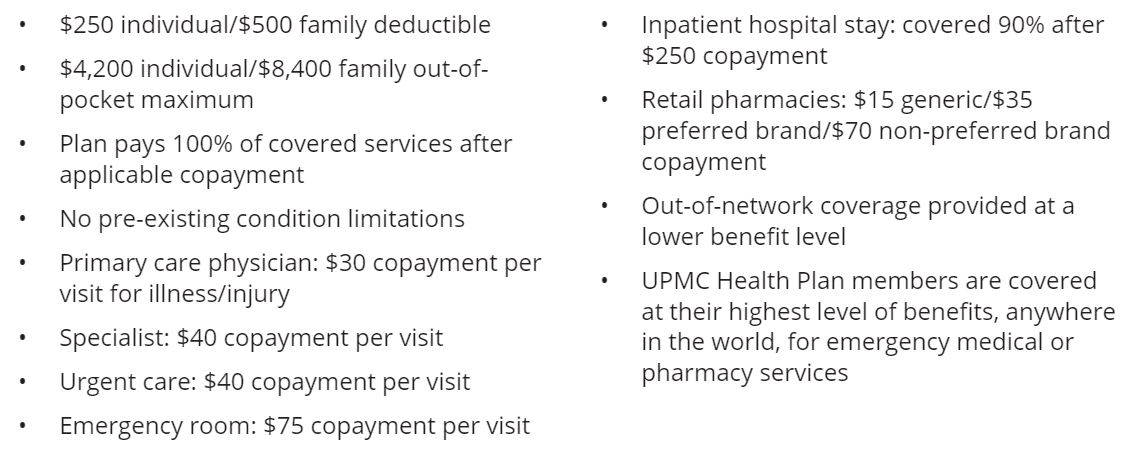 • $250 individual/$500 family deductible
• $4,200 individual/$8,400 family out-of-
pocket maximum
• Plan pays 100% of covered services after
applicable copayment
• No pre-existing condition limitations
• Primary care physician: $30 copayment per
visit for illness/injury
• Specialist: $40 copayment per visit
• Urgent care: $40 copayment per visit
• Emergency room: $75 copayment per visit
• Inpatient hospital stay: covered 90% after
$250 copayment
• Retail pharmacies: $15 generic/$35
preferred brand/$70 non-preferred brand
copayment
• Out-of-network coverage provided at a
lower benefit level
• UPMC Health Plan members are covered
at their highest level of benefits, anywhere
in the world, for emergency medical or
pharmacy services